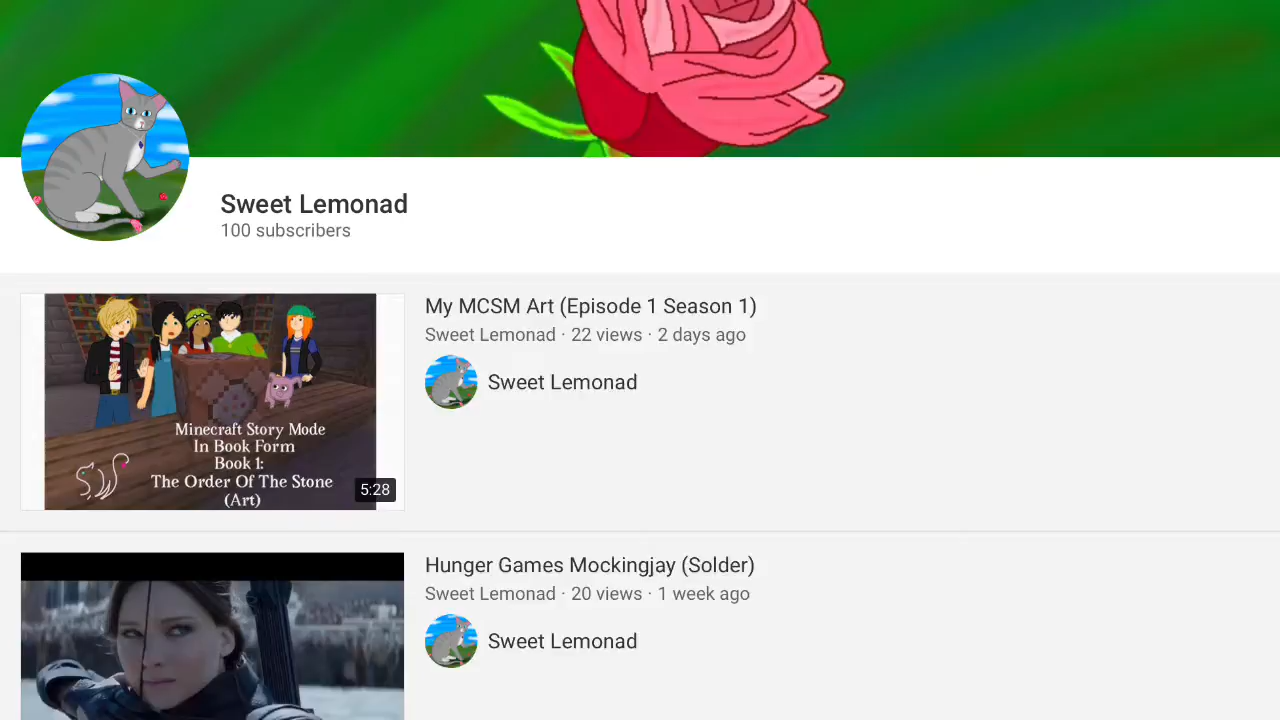 Sweet Lemonad
100 subscribers
My MCSM Art (Episode 1 Season 1)
Sweet Lemonad · 22 views · 2 days ago
Sweet Lemonad
Minecraft Story Mode
In Book Form
Book 1:
The Order Of The Stone
(Art)
5:28
Hunger Games Mockingjay (Solder)
Sweet Lemonad · 20 views · 1 week ago
Sweet Lemonad